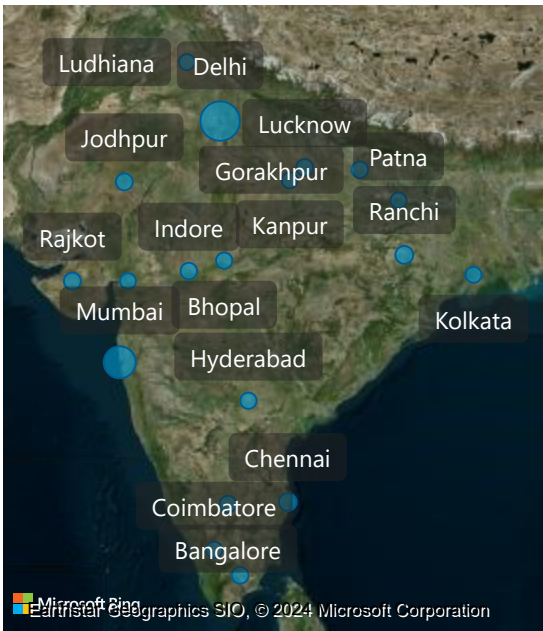 Ludhiana
Delhi
Lucknow
Jodhpur
Patna
Gorakhpur
Ranchi
Indore
Kanpur
Rajkot
Mumbai
Bhopal
Kolkata
Hyderabad
Chennai
Coimbatore
Bangalore
Microsoft Bing
Earthstar Geographics SIO, © 2024 Microsoft Corporation